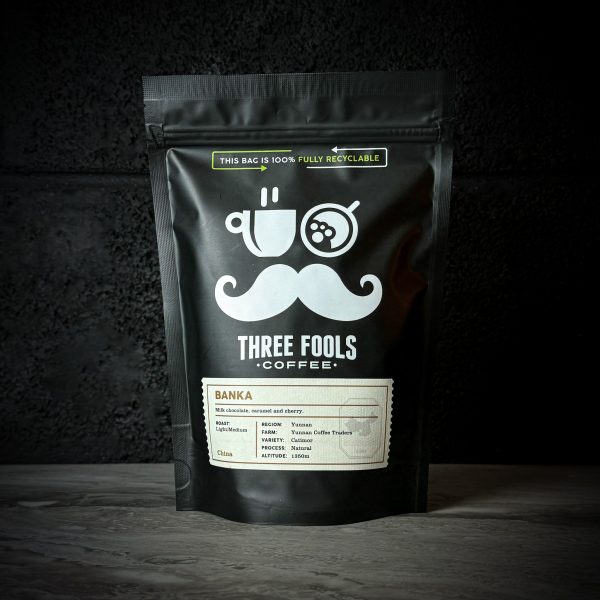 THIS BAG IS 100% FULLY RECYCLABLE
THREE FOOLS
•COFFEE•
BANKA
Milk chocolate, caramel and cherry.
ROAST:
Light/Medium
China
REGION: Yunnan
FARM: Yunnan Coffee Traders
VARIETY: Catimor
PROCESS: Natural
ALTITUDE: 1350m